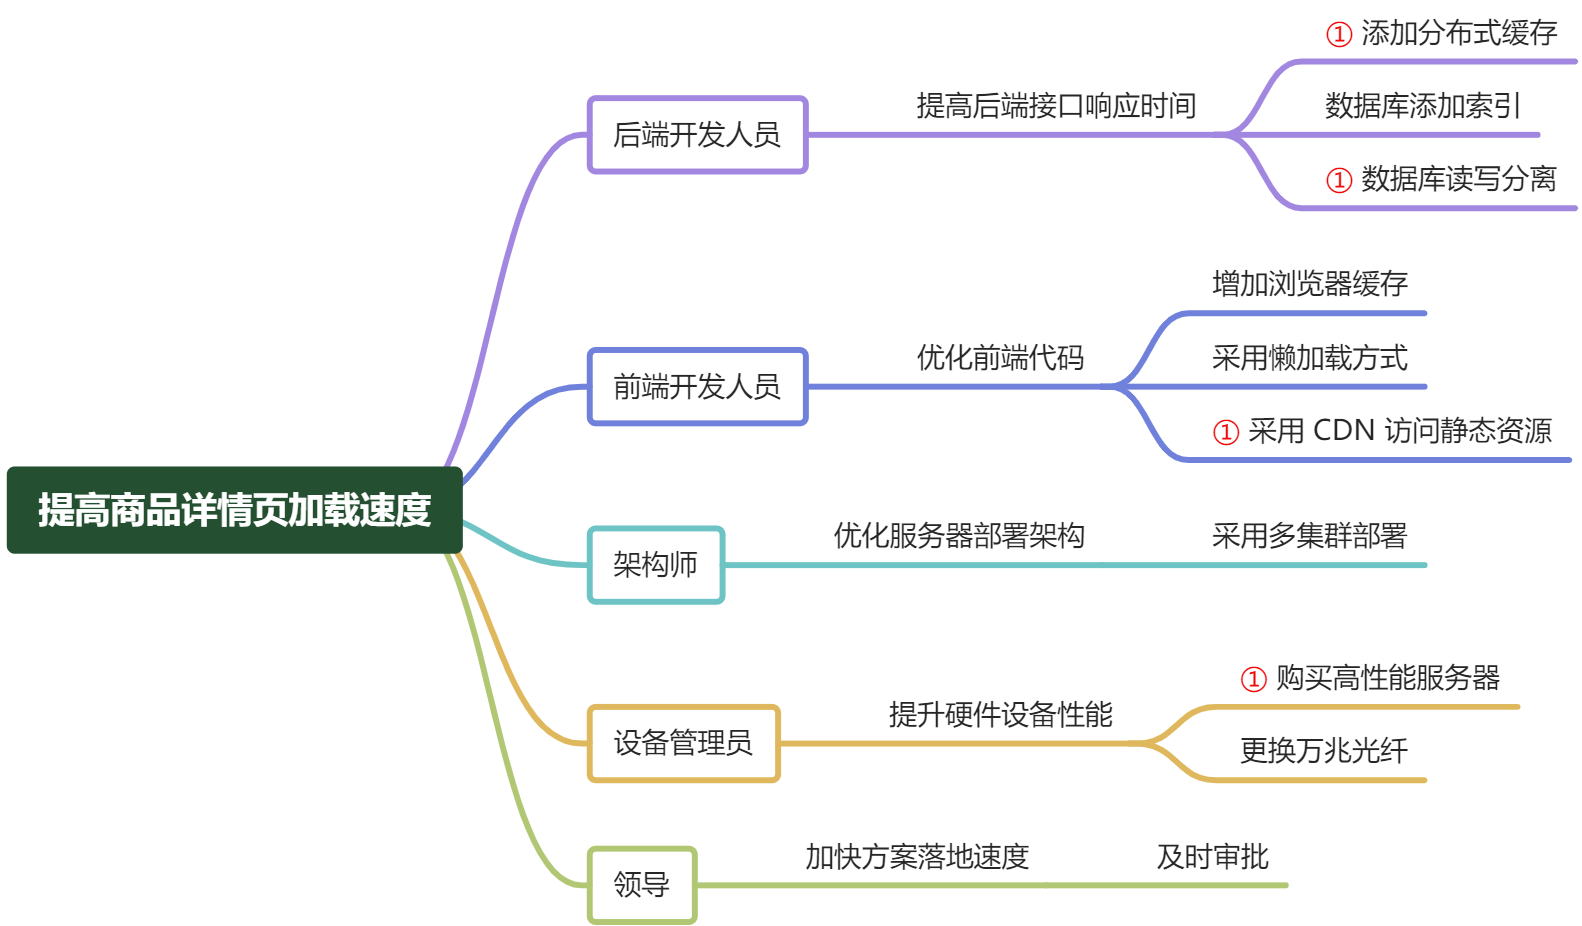 提高商品详情页加载速度
后端开发人员
提高后端接口响应时间
① 添加分布式缓存
数据库添加索引
① 数据库读写分离
前端开发人员
优化前端代码
增加浏览器缓存
采用懒加载方式
① 采用 CDN 访问静态资源
架构师
优化服务器部署架构
采用多集群部署
设备管理员
提升硬件设备性能
① 购买高性能服务器
更换万兆光纤
领导
加快方案落地速度
及时审批